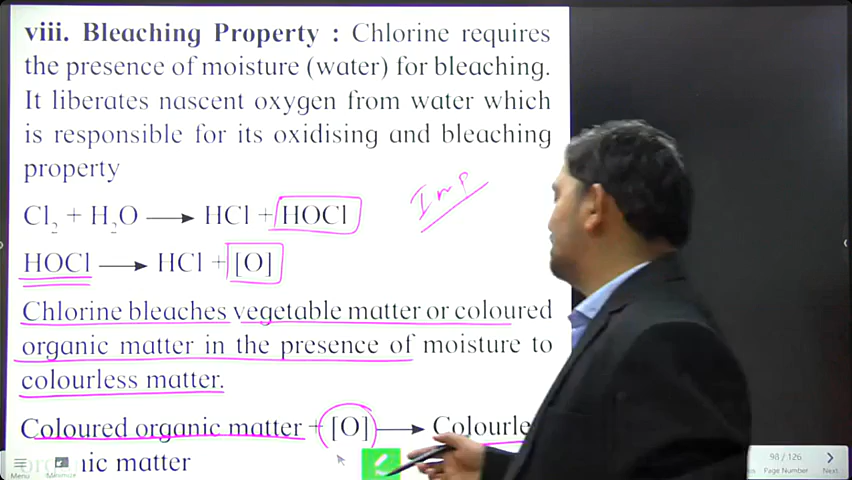 viii. Bleaching Property : Chlorine requires
the presence of moisture (water) for bleaching.
It liberates nascent oxygen from water which
is responsible for its oxidising and bleaching
property
Imp
Cl₂ + H₂O ⟶ HCl + HOCl
HOCl ⟶ HCl + [O]
Chlorine bleaches vegetable matter or coloured
organic matter in the presence of moisture to
colourless matter.
Coloured organic matter + [O] ⟶ Colourle
organic matter
Menu
Minimize
98 / 126
Page Number
Next